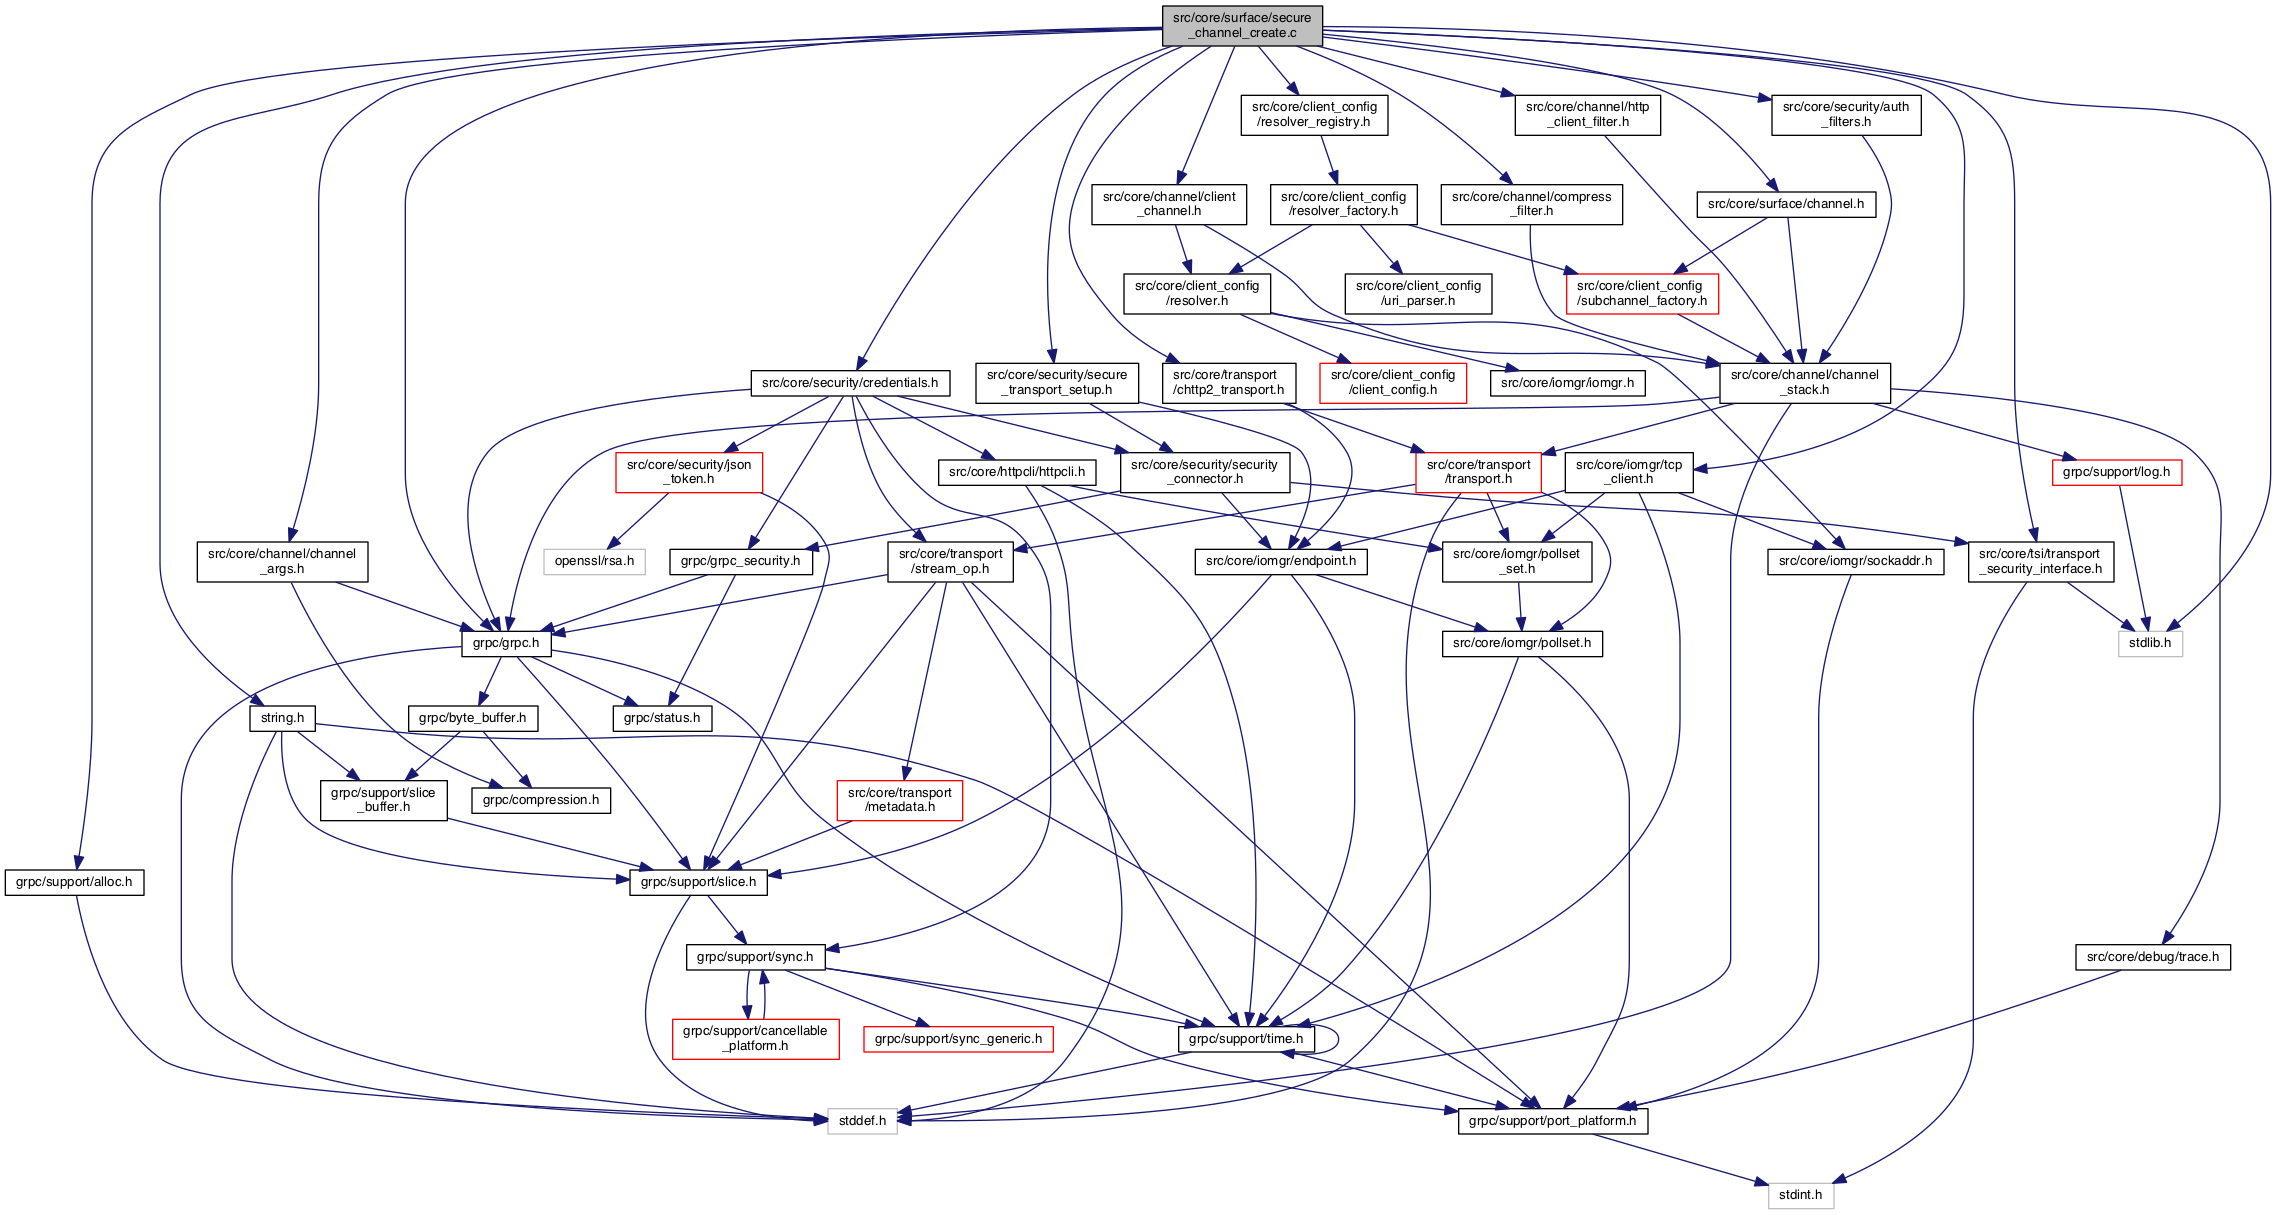 src/core/surface/secure
_channel_create.c
src/core/client_config
/resolver_registry.h
src/core/channel/http
_client_filter.h
src/core/security/auth
_filters.h
src/core/channel/client
_channel.h
src/core/client_config
/resolver_factory.h
src/core/channel/compress
_filter.h
src/core/surface/channel.h
src/core/client_config
/resolver.h
src/core/client_config
/uri_parser.h
src/core/client_config
/subchannel_factory.h
src/core/security/credentials.h
src/core/security/secure
_transport_setup.h
src/core/transport
/chttp2_transport.h
src/core/client_config
/client_config.h
src/core/iomgr/iomgr.h
src/core/channel/channel
_stack.h
src/core/security/json
_token.h
src/core/httpcli/httpcli.h
src/core/security/security
_connector.h
src/core/transport
/transport.h
src/core/iomgr/tcp
_client.h
grpc/support/log.h
src/core/channel/channel
_args.h
openssl/rsa.h
grpc/grpc_security.h
src/core/transport
/stream_op.h
src/core/iomgr/endpoint.h
src/core/iomgr/pollset
_set.h
src/core/iomgr/sockaddr.h
src/core/tsi/transport
_security_interface.h
grpc/grpc.h
src/core/iomgr/pollset.h
stdlib.h
string.h
grpc/byte_buffer.h
grpc/status.h
grpc/support/slice
_buffer.h
grpc/compression.h
src/core/transport
/metadata.h
grpc/support/alloc.h
grpc/support/slice.h
grpc/support/sync.h
src/core/debug/trace.h
grpc/support/cancellable
_platform.h
grpc/support/sync_generic.h
grpc/support/time.h
stddef.h
grpc/support/port_platform.h
stdint.h